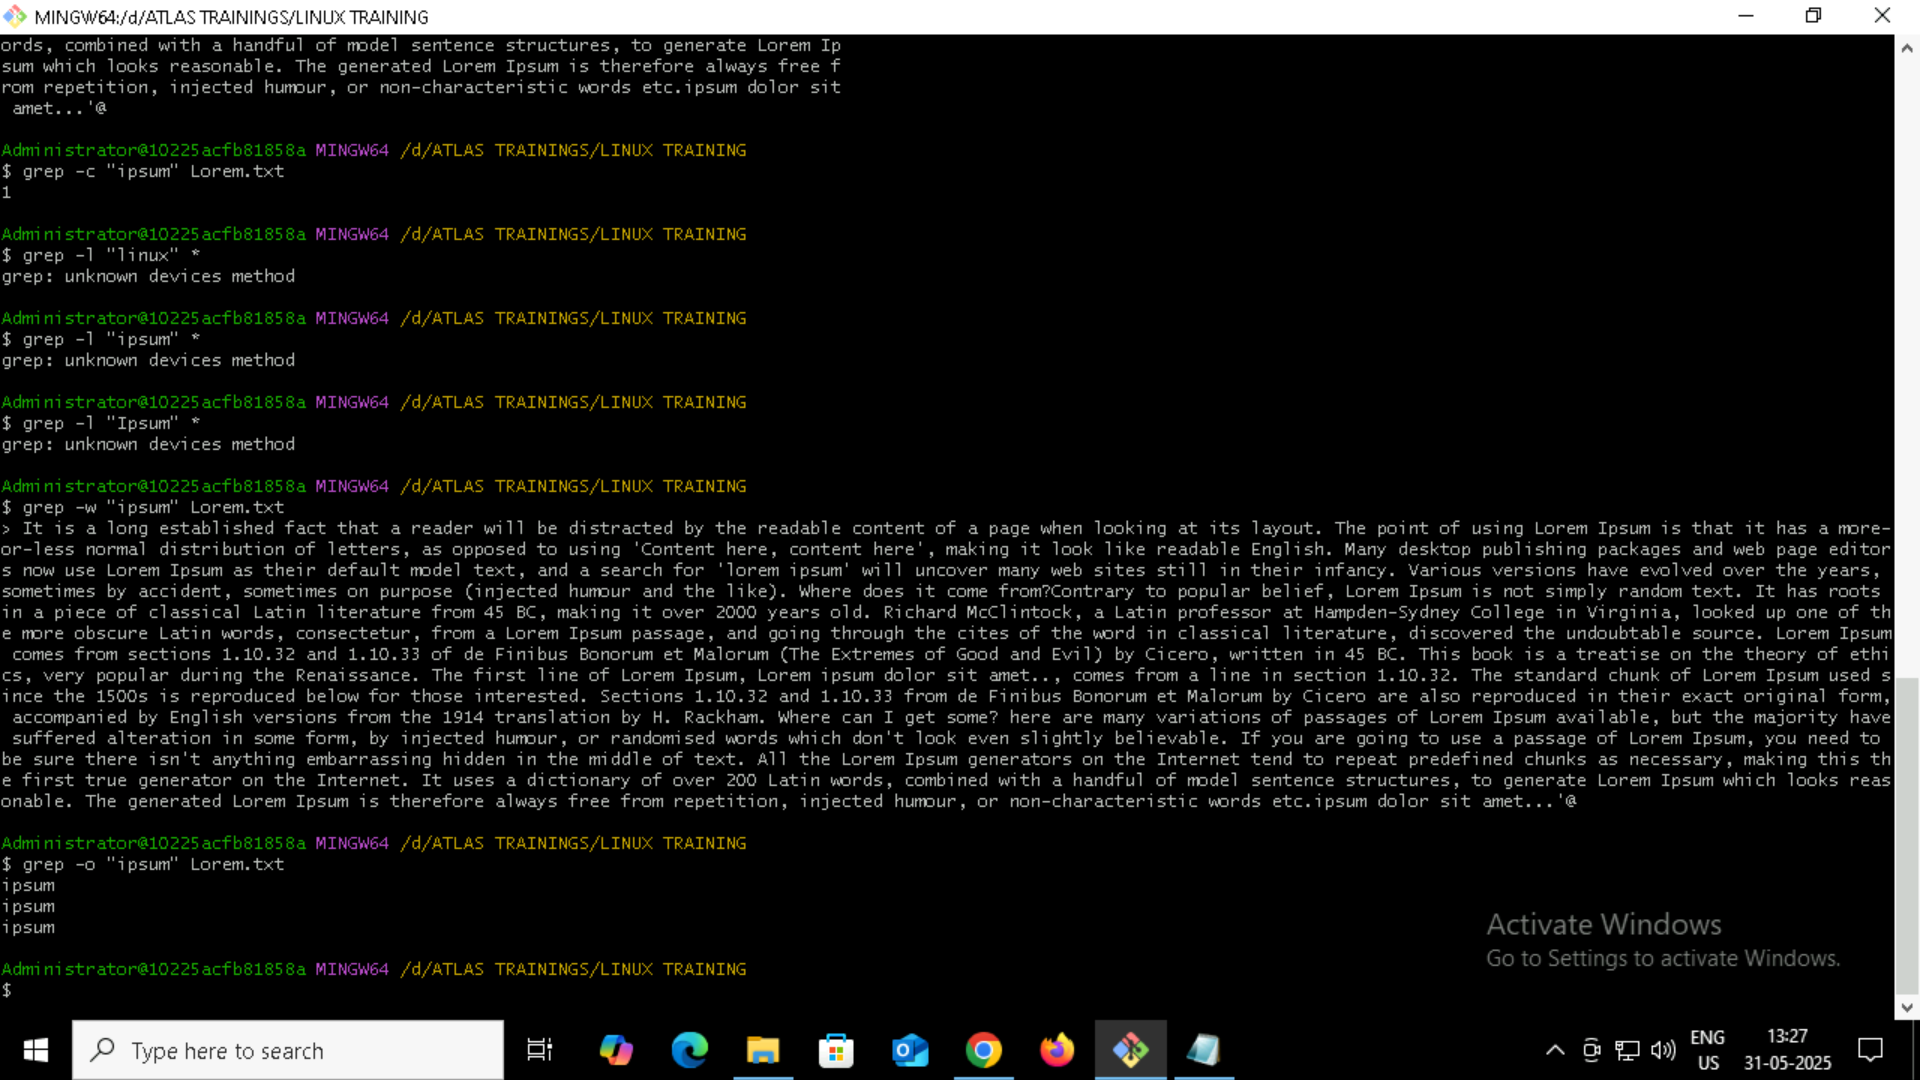 MINGW64:/d/ATLAS TRAININGS/LINUX TRAINING
ords, combined with a handful of model sentence structures, to generate Lorem Ip
sum which looks reasonable. The generated Lorem Ipsum is therefore always free f
rom repetition, injected humour, or non-characteristic words etc.ipsum dolor sit
 amet...'@
Administrator@10225acfb81858a MINGW64 /d/ATLAS TRAININGS/LINUX TRAINING
$ grep -c "ipsum" Lorem.txt
1
Administrator@10225acfb81858a MINGW64 /d/ATLAS TRAININGS/LINUX TRAINING
$ grep -l "linux" *
grep: unknown devices method
Administrator@10225acfb81858a MINGW64 /d/ATLAS TRAININGS/LINUX TRAINING
$ grep -l "ipsum" *
grep: unknown devices method
Administrator@10225acfb81858a MINGW64 /d/ATLAS TRAININGS/LINUX TRAINING
$ grep -l "Ipsum" *
grep: unknown devices method
Administrator@10225acfb81858a MINGW64 /d/ATLAS TRAININGS/LINUX TRAINING
$ grep -w "ipsum" Lorem.txt
> It is a long established fact that a reader will be distracted by the readable content of a page when looking at its layout. The point of using Lorem Ipsum is that it has a more-
or-less normal distribution of letters, as opposed to using 'Content here, content here', making it look like readable English. Many desktop publishing packages and web page editor
s now use Lorem Ipsum as their default model text, and a search for 'lorem ipsum' will uncover many web sites still in their infancy. Various versions have evolved over the years,
sometimes by accident, sometimes on purpose (injected humour and the like). Where does it come from?Contrary to popular belief, Lorem Ipsum is not simply random text. It has roots
in a piece of classical Latin literature from 45 BC, making it over 2000 years old. Richard McClintock, a Latin professor at Hampden-Sydney College in Virginia, looked up one of th
e more obscure Latin words, consectetur, from a Lorem Ipsum passage, and going through the cites of the word in classical literature, discovered the undoubtable source. Lorem Ipsum
 comes from sections 1.10.32 and 1.10.33 of de Finibus Bonorum et Malorum (The Extremes of Good and Evil) by Cicero, written in 45 BC. This book is a treatise on the theory of ethi
cs, very popular during the Renaissance. The first line of Lorem Ipsum, Lorem ipsum dolor sit amet.., comes from a line in section 1.10.32. The standard chunk of Lorem Ipsum used s
ince the 1500s is reproduced below for those interested. Sections 1.10.32 and 1.10.33 from de Finibus Bonorum et Malorum by Cicero are also reproduced in their exact original form,
 accompanied by English versions from the 1914 translation by H. Rackham. Where can I get some? here are many variations of passages of Lorem Ipsum available, but the majority have
 suffered alteration in some form, by injected humour, or randomised words which don't look even slightly believable. If you are going to use a passage of Lorem Ipsum, you need to
be sure there isn't anything embarrassing hidden in the middle of text. All the Lorem Ipsum generators on the Internet tend to repeat predefined chunks as necessary, making this th
e first true generator on the Internet. It uses a dictionary of over 200 Latin words, combined with a handful of model sentence structures, to generate Lorem Ipsum which looks reas
onable. The generated Lorem Ipsum is therefore always free from repetition, injected humour, or non-characteristic words etc.ipsum dolor sit amet...'@
Administrator@10225acfb81858a MINGW64 /d/ATLAS TRAININGS/LINUX TRAINING
$ grep -o "ipsum" Lorem.txt
ipsum
ipsum
ipsum
Administrator@10225acfb81858a MINGW64 /d/ATLAS TRAININGS/LINUX TRAINING
$
Activate Windows
Go to Settings to activate Windows.
Type here to search
ENG
US
13:27
31-05-2025